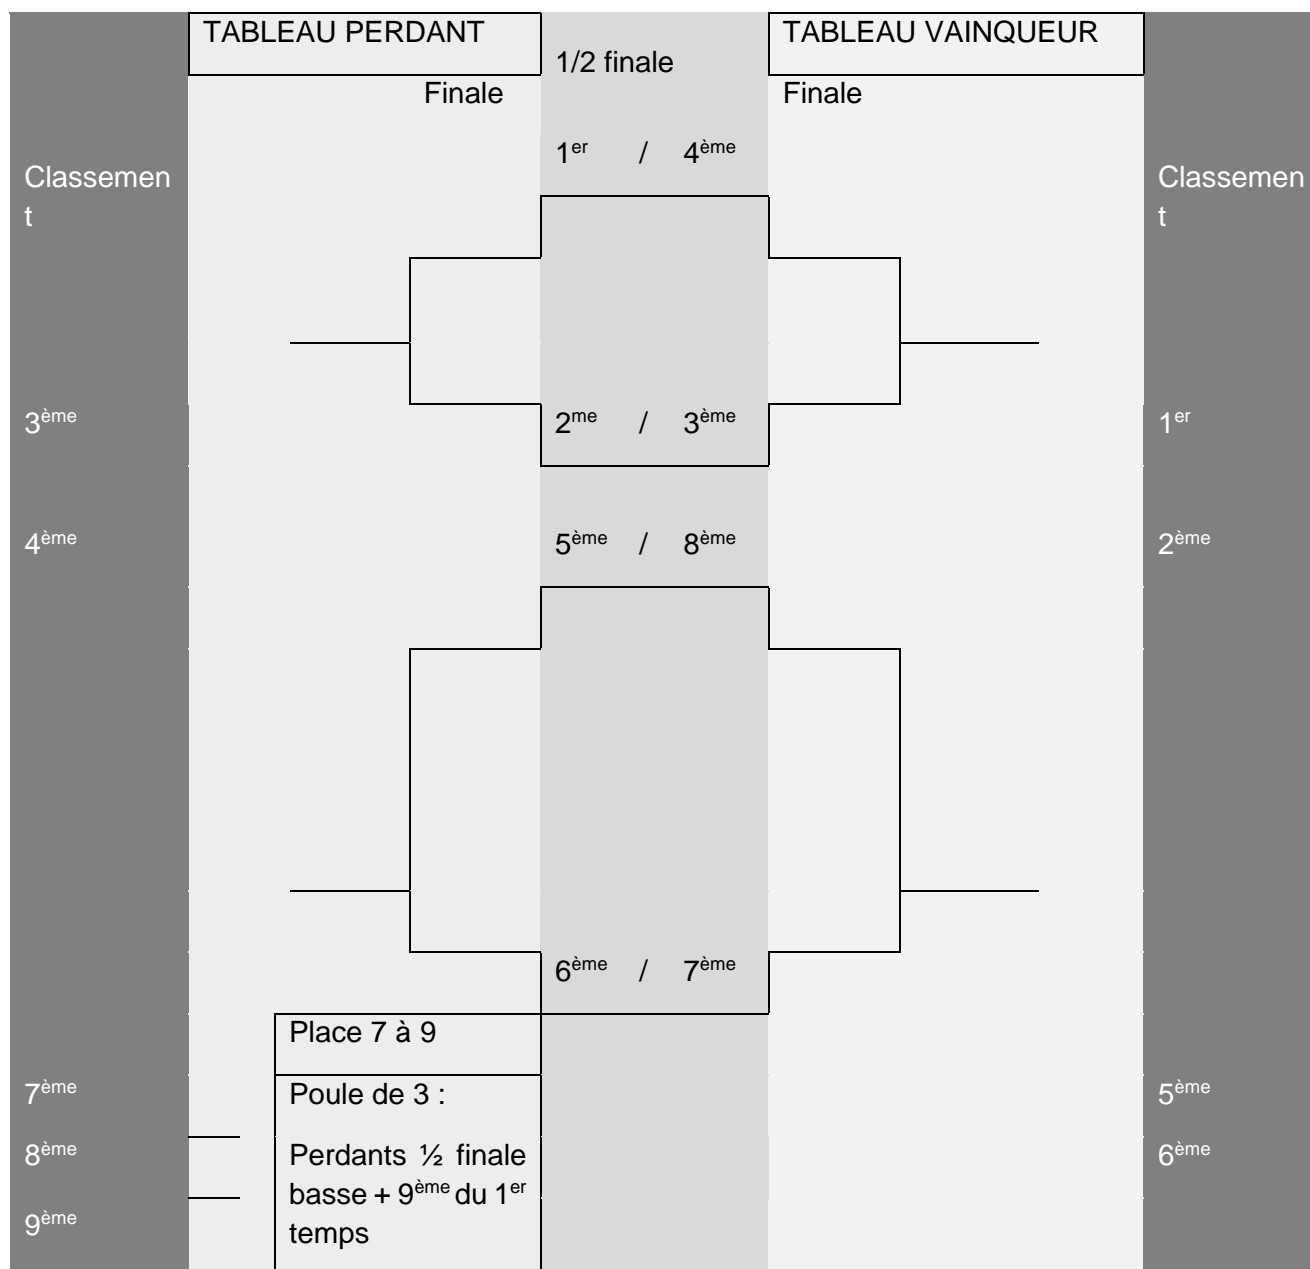 TABLEAU PERDANT
1/2 finale
TABLEAU VAINQUEUR
Finale
Finale
1er / 4ème
Classemen
t
Classemen
t
3ème
2me / 3ème
1er
4ème
5ème / 8ème
2ème
6ème / 7ème
Place 7 à 9
7ème
Poule de 3 :
5ème
8ème
Perdants ½ finale
basse + 9ème du 1er
temps
6ème
9ème